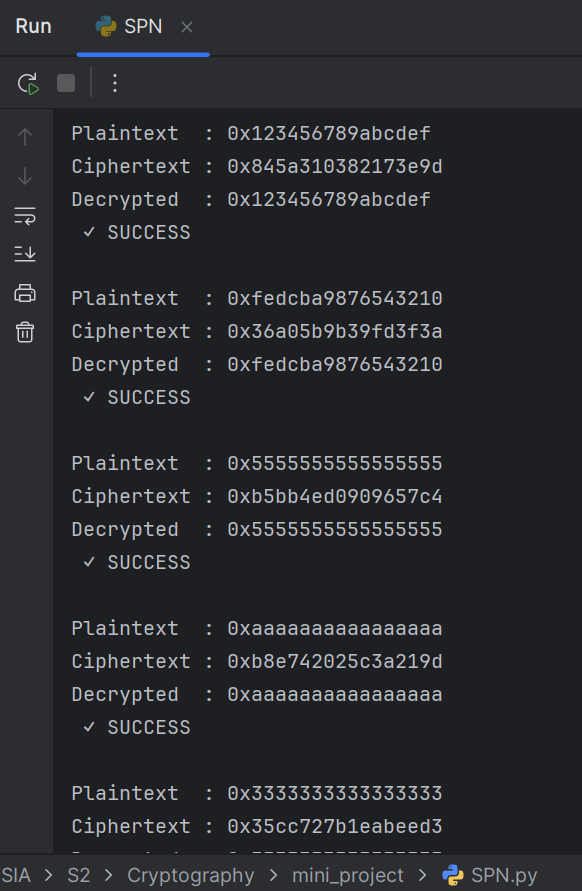 Run SPN
Plaintext : 0x123456789abcdef
Ciphertext : 0x845a310382173e9d
Decrypted : 0x123456789abcdef
✓ SUCCESS
Plaintext : 0xfedcba9876543210
Ciphertext : 0x36a05b9b39fd3f3a
Decrypted : 0xfedcba9876543210
✓ SUCCESS
Plaintext : 0x5555555555555555
Ciphertext : 0xb5bb4ed0909657c4
Decrypted : 0x5555555555555555
✓ SUCCESS
Plaintext : 0xaaaaaaaaaaaaaaaa
Ciphertext : 0xb8e742025c3a219d
Decrypted : 0xaaaaaaaaaaaaaaaa
✓ SUCCESS
Plaintext : 0x3333333333333333
Ciphertext : 0x35cc727b1eabeed3
SIA > S2 > Cryptography > mini_project > SPN.py